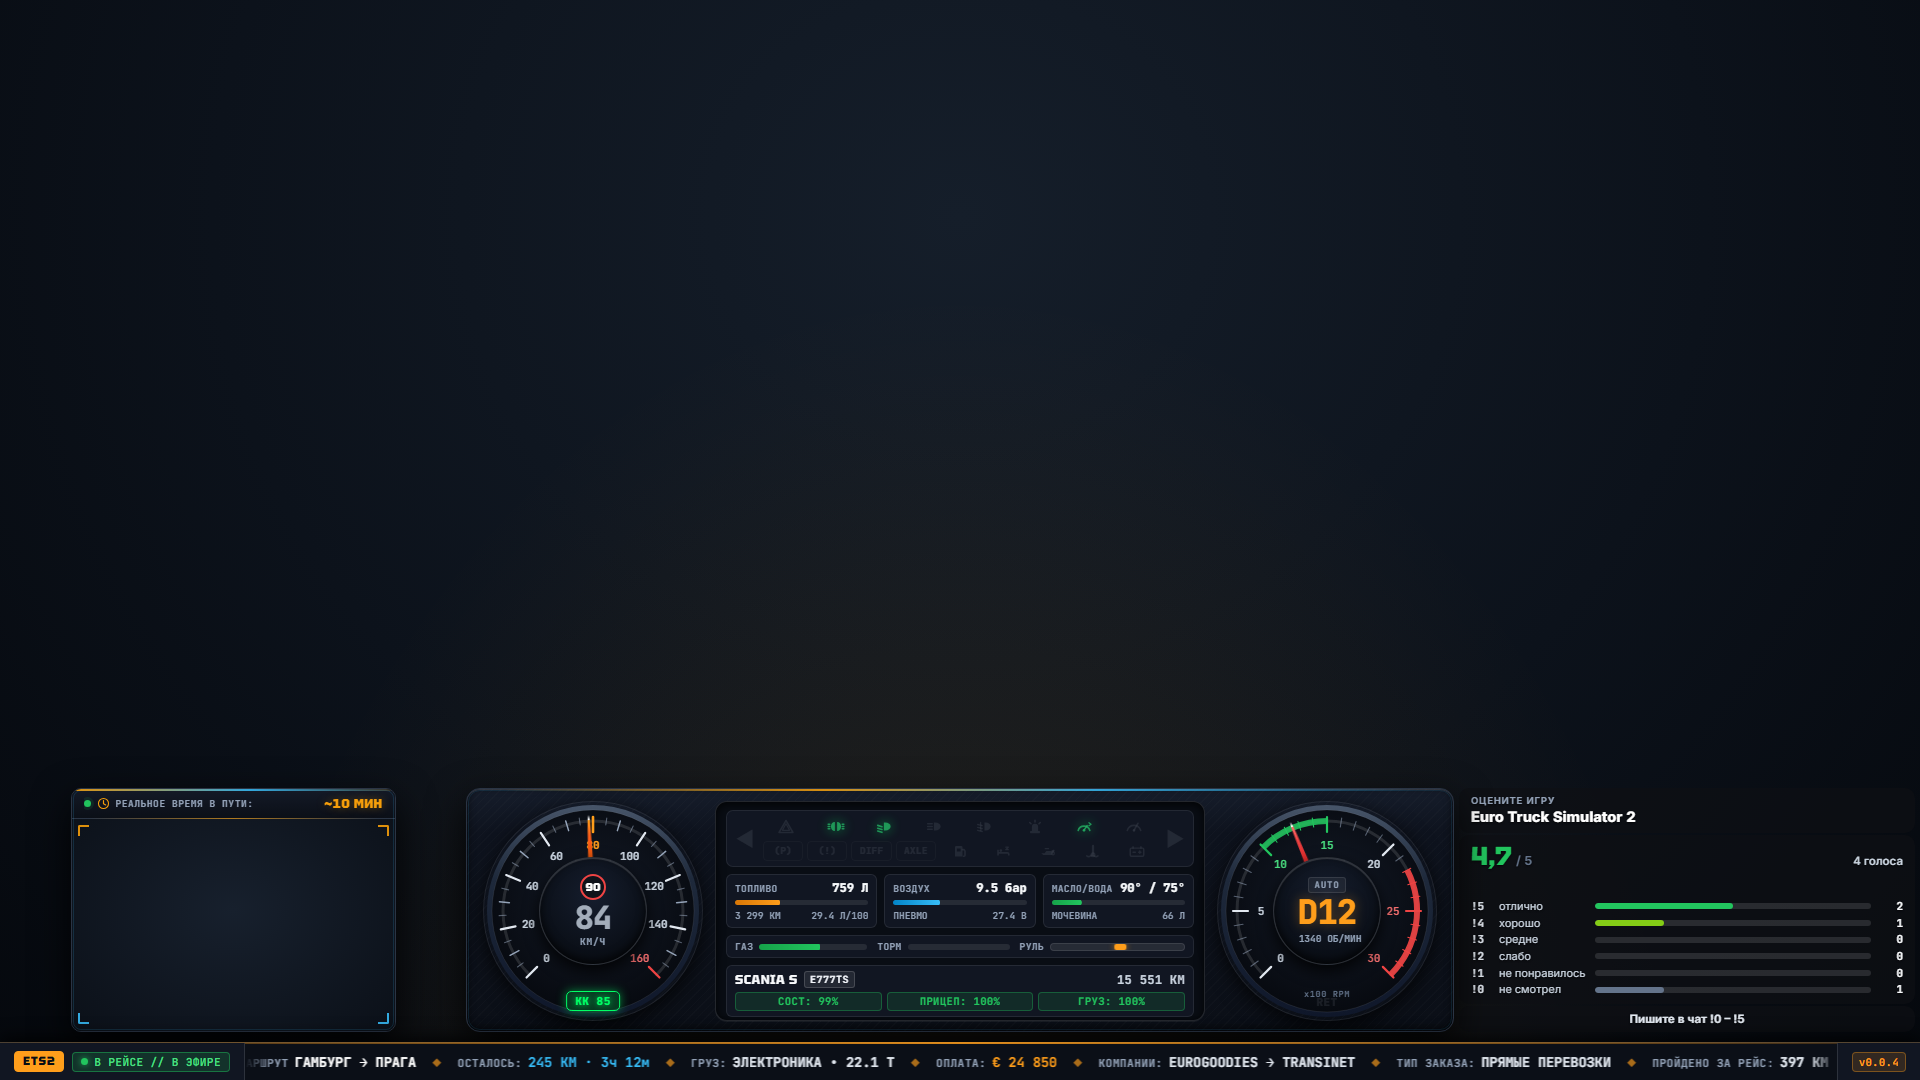 РЕАЛЬНОЕ ВРЕМЯ В ПУТИ: ~10 МИН
0 20 40 60 80 100 120 140 160
90
84
КМ/Ч
КК 85
(P) (!) DIFF AXLE
ТОПЛИВО 759 Л
3 299 КМ 29.4 Л/100
ВОЗДУХ 9.5 бар
ПНЕВМО 27.4 В
МАСЛО/ВОДА 90° / 75°
МОЧЕВИНА 66 Л
ГАЗ ТОРМ РУЛЬ
SCANIA S E777TS 15 551 КМ
СОСТ: 99% ПРИЦЕП: 100% ГРУЗ: 100%
0 5 10 15 20 25 30
AUTO
D12
1340 ОБ/МИН
x100 RPM
RET
ОЦЕНИТЕ ИГРУ
Euro Truck Simulator 2
4,7 / 5 4 голоса
!5 отлично 2
!4 хорошо 1
!3 средне 0
!2 слабо 0
!1 не понравилось 0
!0 не смотрел 1
Пишите в чат !0 – !5
ETS2 В РЕЙСЕ // В ЭФИРЕ ГАМБУРГ → ПРАГА ◆ ОСТАЛОСЬ: 245 КМ · 3ч 12м ◆ ГРУЗ: ЭЛЕКТРОНИКА • 22.1 Т ◆ ОПЛАТА: € 24 850 ◆ КОМПАНИИ: EUROGOODIES → TRANSINET ◆ ТИП ЗАКАЗА: ПРЯМЫЕ ПЕРЕВОЗКИ ◆ ПРОЙДЕНО ЗА РЕЙС: 397 КМ v0.0.4